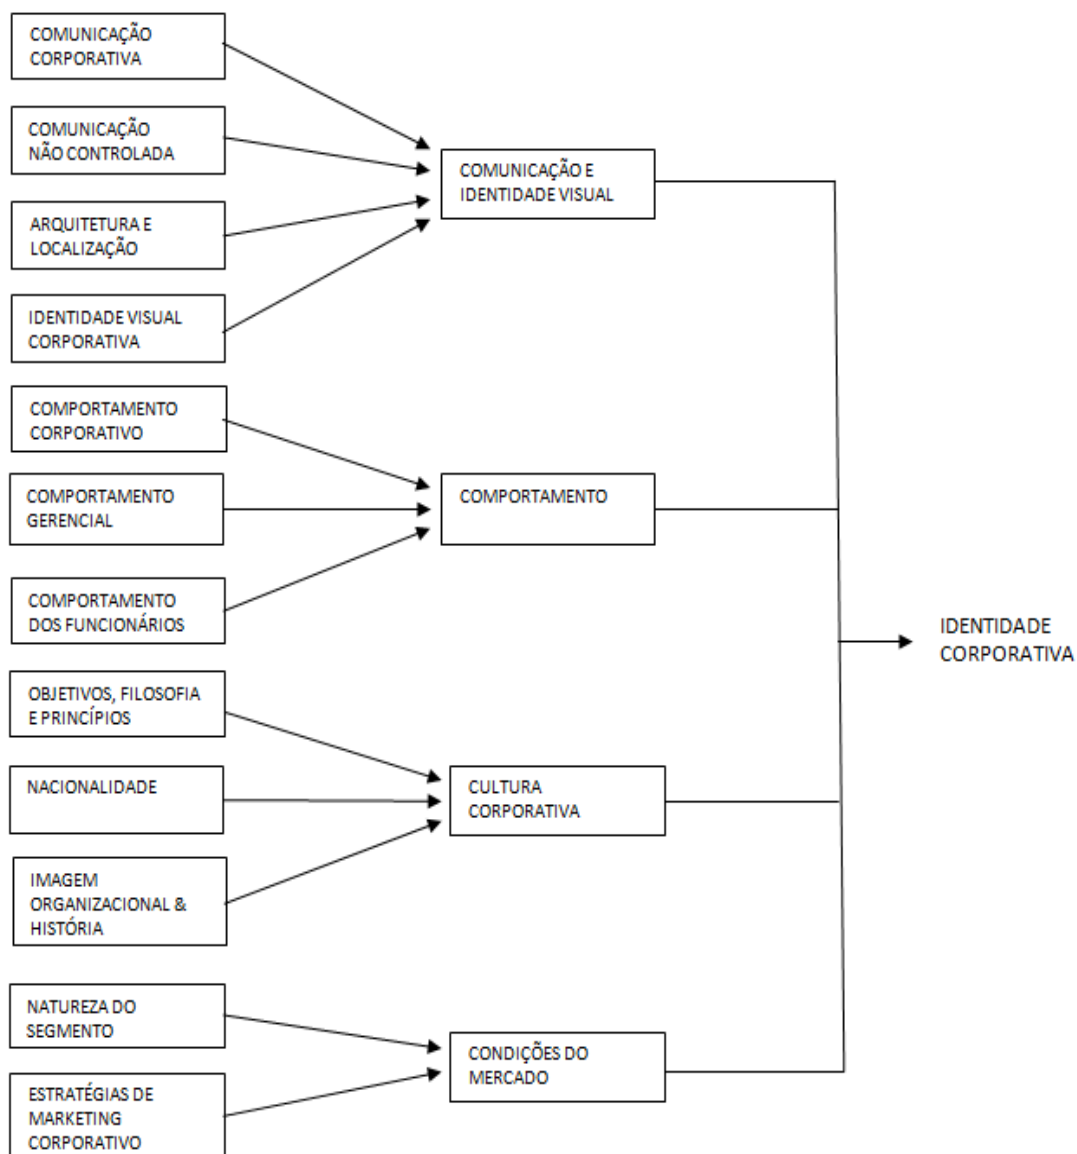 COMUNICAÇÃO
CORPORATIVA
COMUNICAÇÃO
NÃO CONTROLADA
ARQUITETURA E
LOCALIZAÇÃO
IDENTIDADE VISUAL
CORPORATIVA
COMUNICAÇÃO E
IDENTIDADE VISUAL
COMPORTAMENTO
CORPORATIVO
COMPORTAMENTO
GERENCIAL
COMPORTAMENTO
DOS FUNCIONÁRIOS
COMPORTAMENTO
OBJETIVOS, FILOSOFIA
E PRINCÍPIOS
NACIONALIDADE
IMAGEM
ORGANIZACIONAL &
HISTÓRIA
CULTURA
CORPORATIVA
NATUREZA DO
SEGMENTO
ESTRATÉGIAS DE
MARKETING
CORPORATIVO
CONDIÇÕES DO
MERCADO
IDENTIDADE
CORPORATIVA